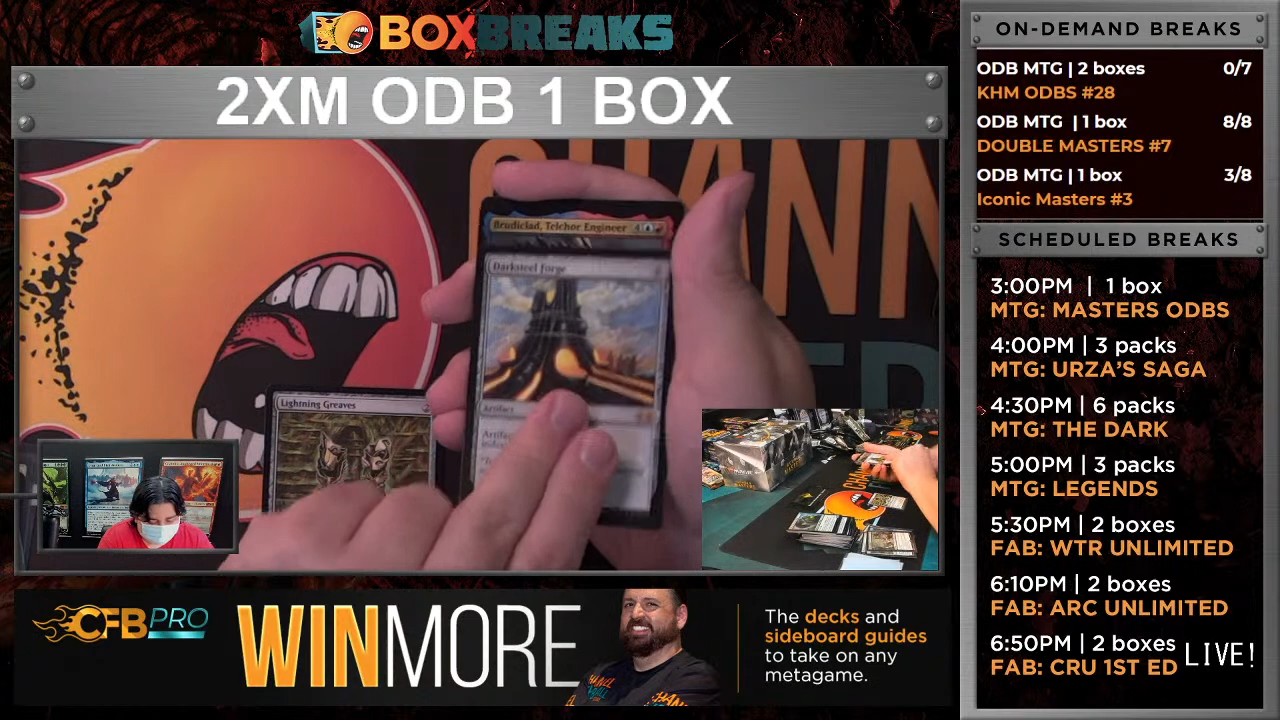 BOXBREAKS
2XM ODB 1 BOX
Brudiclad, Telchor Engineer
Darksteel Forge
Artifact
Lightning Greaves
CFB PRO
WINMORE
The decks and
sideboard guides
to take on any
metagame.
ON-DEMAND BREAKS
ODB MTG | 2 boxes 0/7
KHM ODBS #28
ODB MTG | 1 box 8/8
DOUBLE MASTERS #7
ODB MTG | 1 box 3/8
Iconic Masters #3
SCHEDULED BREAKS
3:00PM | 1 box
MTG: MASTERS ODBS
4:00PM | 3 packs
MTG: URZA'S SAGA
4:30PM | 6 packs
MTG: THE DARK
5:00PM | 3 packs
MTG: LEGENDS
5:30PM | 2 boxes
FAB: WTR UNLIMITED
6:10PM | 2 boxes
FAB: ARC UNLIMITED
6:50PM | 2 boxes
FAB: CRU 1ST ED
LIVE!